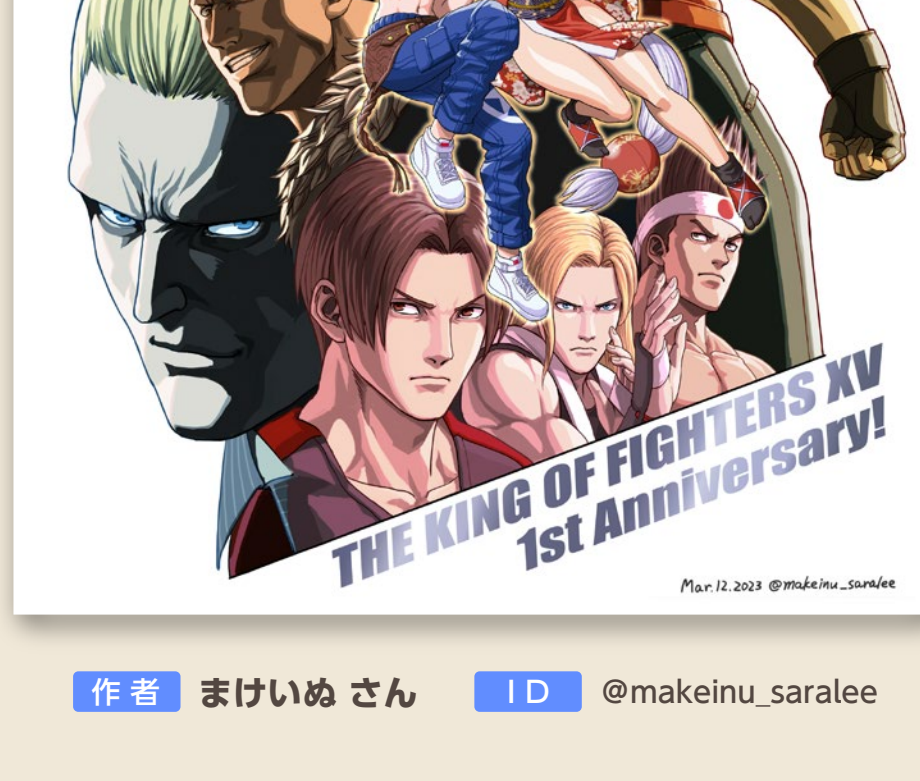 THE KING OF FIGHTERS XV
1st Anniversary!
Mar.12.2023 @makeinu_saralee
作者 まけいぬ さん ID @makeinu_saralee